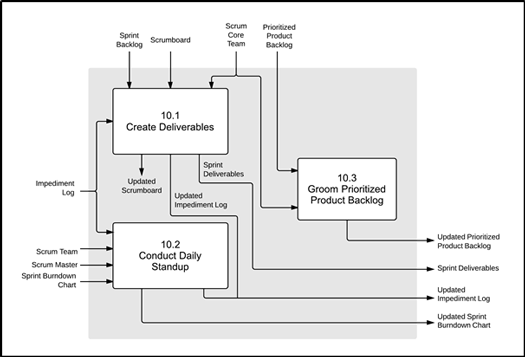 Sprint
Backlog
Scrumboard
Scrum
Core
Team
Prioritized
Product
Backlog
10.1
Create Deliverables
Sprint
Deliverables
Updated
Scrumboard
Updated
Impediment Log
10.3
Groom Prioritized
Product Backlog
Impediment
Log
10.2
Conduct Daily
Standup
Scrum Team
Scrum Master
Sprint Burndown
Chart
Updated Prioritized
Product Backlog
Sprint Deliverables
Updated
Impediment Log
Updated Sprint
Burndown Chart